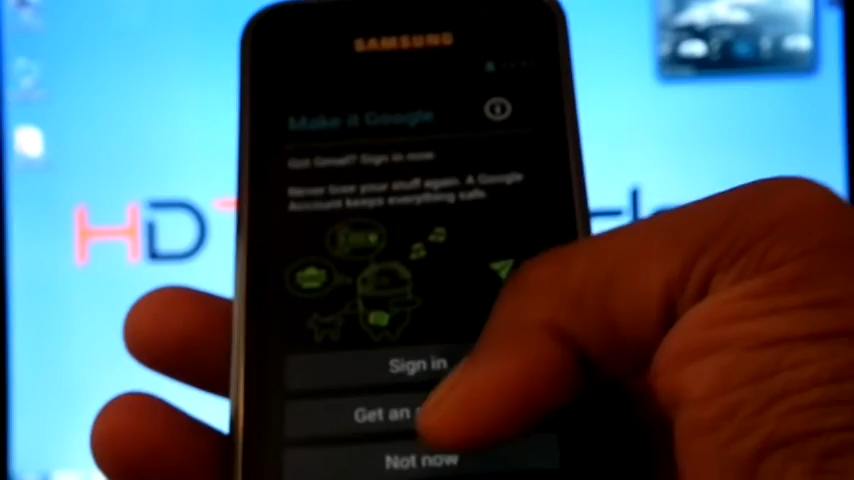 SAMSUNG
Make it Google
Got Gmail? Sign in now
Never lose your stuff again. A Google
Account keeps everything safe.
Sign in
Get an
Not now
HD